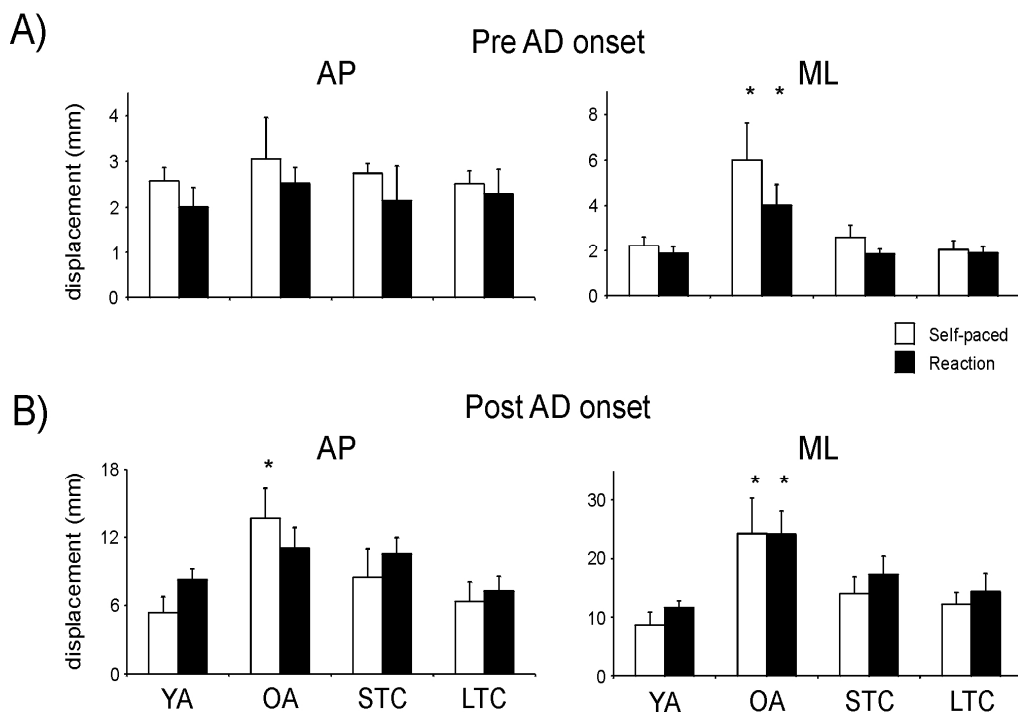 A)
Pre AD onset
AP
ML
displacement (mm)
4
3
2
1
0
* *
8
6
4
2
0
Self-paced
Reaction
B)
Post AD onset
AP
ML
displacement (mm)
18
12
6
0
*
30
20
10
0
* *
YA OA STC LTC
YA OA STC LTC